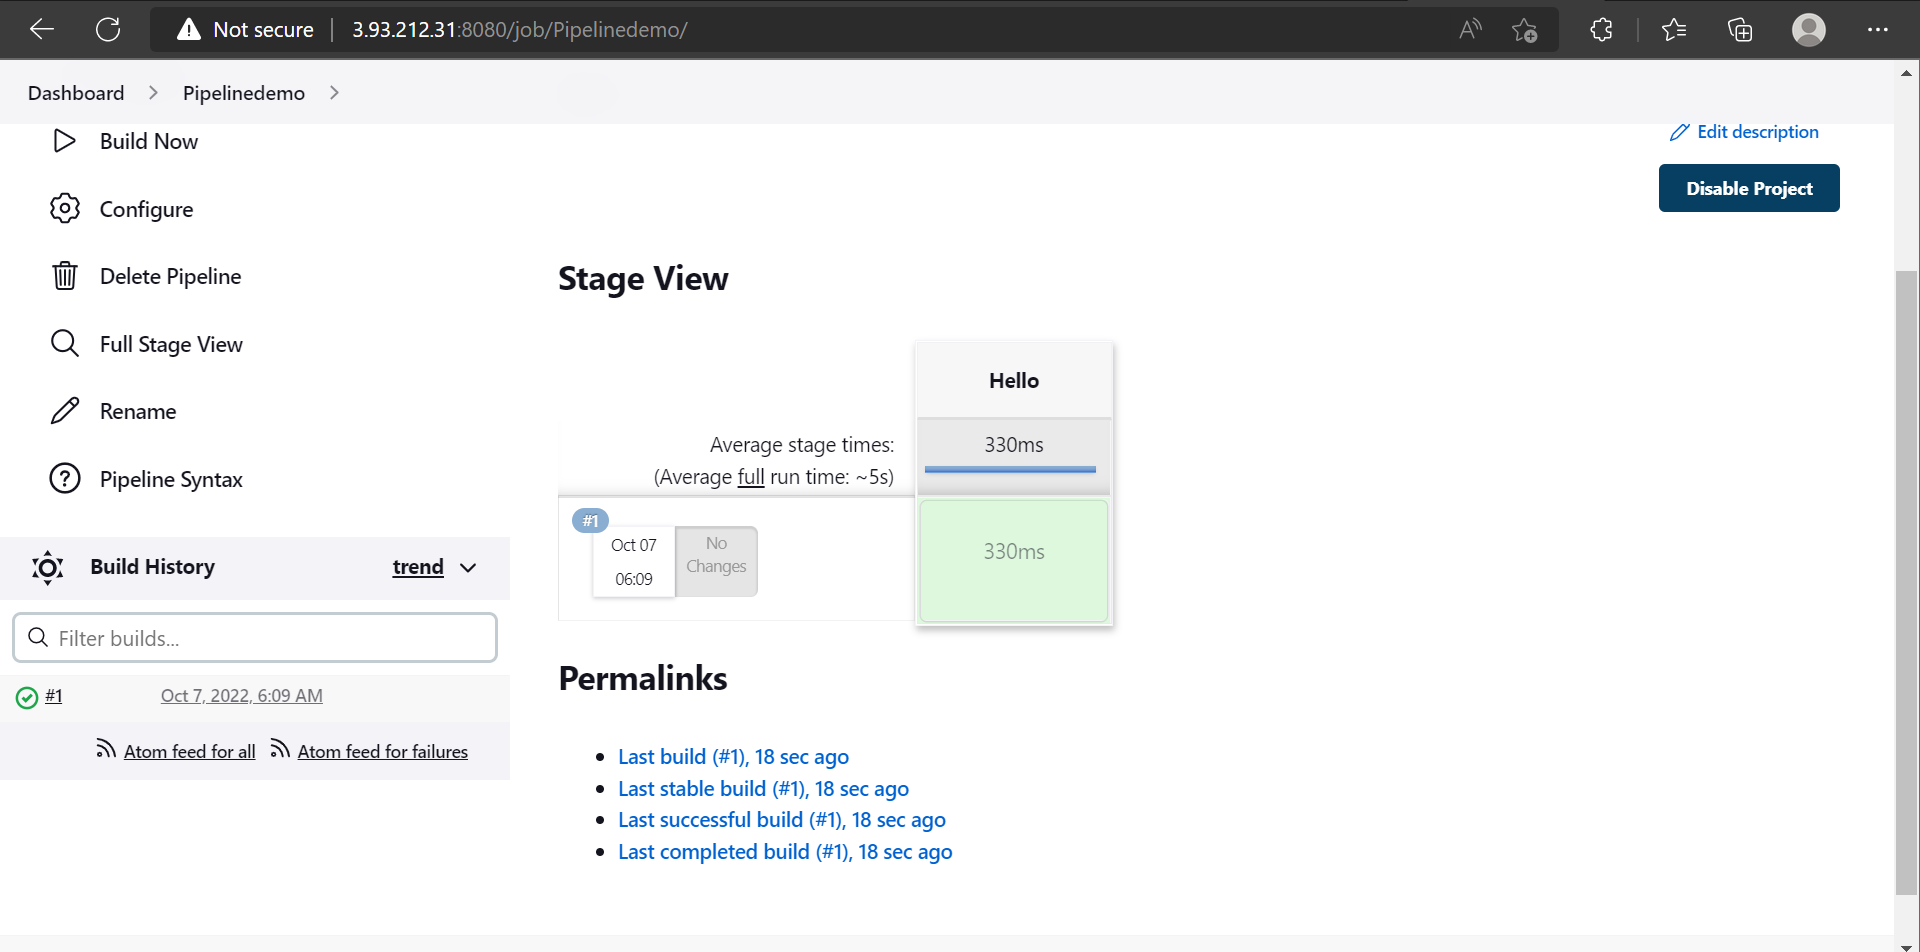 Not secure 3.93.212.31:8080/job/Pipelinedemo/
Dashboard
Pipelinedemo
Build Now
Configure
Delete Pipeline
Full Stage View
Rename
Pipeline Syntax
Build History
trend
Filter builds...
#1
Oct 7, 2022, 6:09 AM
Atom feed for all
Atom feed for failures
Edit description
Disable Project
Stage View
Hello
Average stage times:
(Average full run time: ~5s)
330ms
#1
Oct 07
06:09
No
Changes
330ms
Permalinks
Last build (#1), 18 sec ago
Last stable build (#1), 18 sec ago
Last successful build (#1), 18 sec ago
Last completed build (#1), 18 sec ago